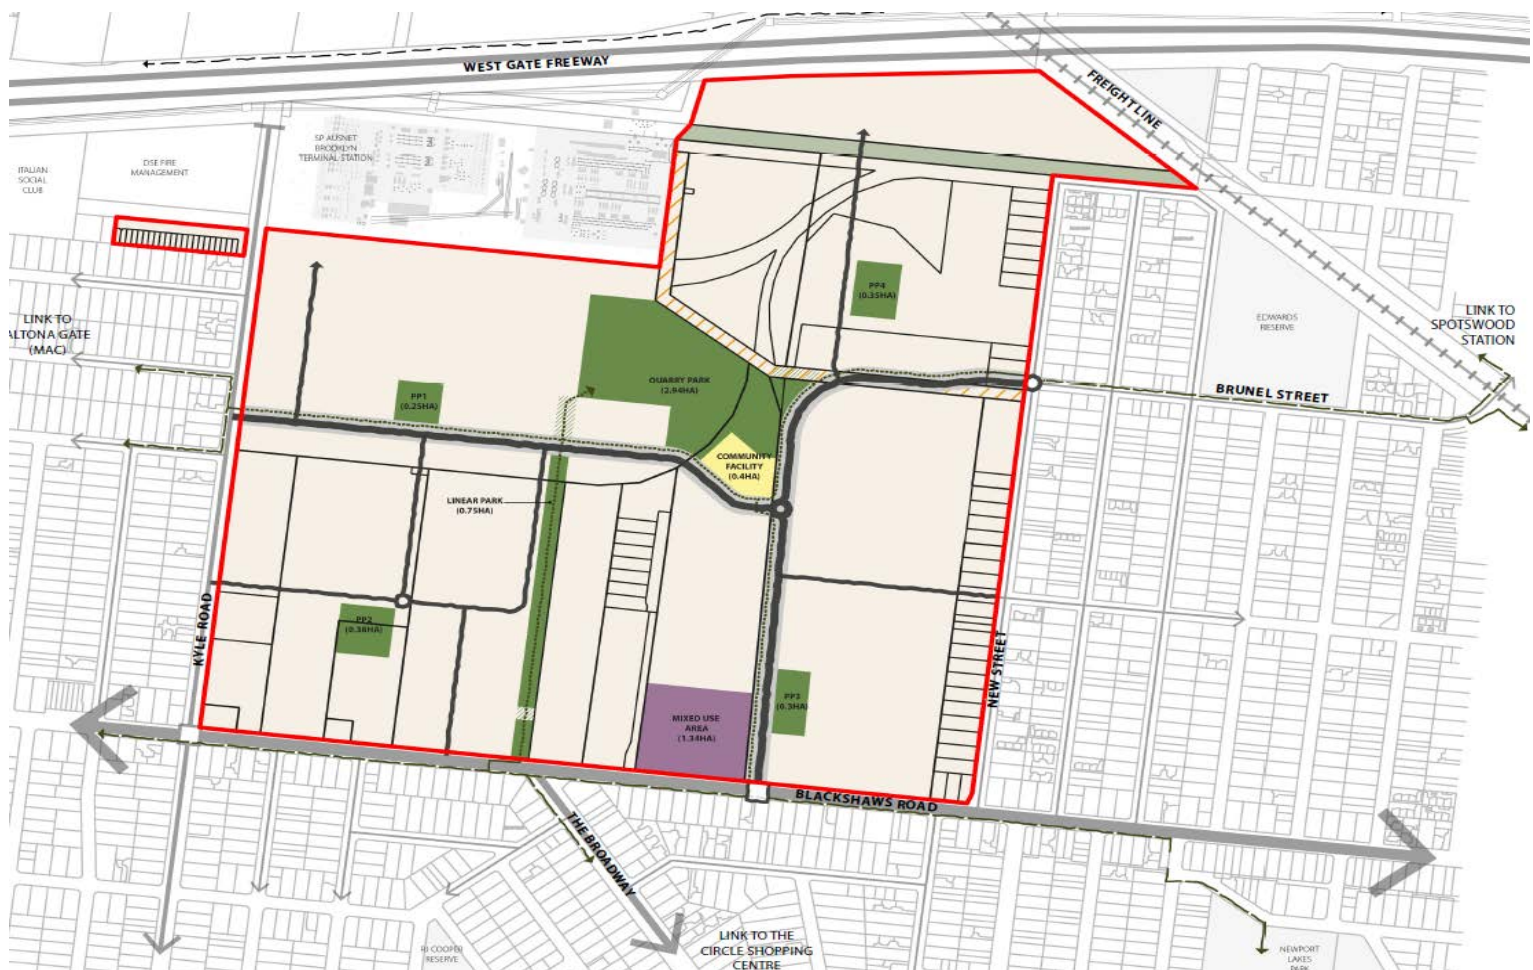 WEST GATE FREEWAY
FREIGHT LINE
SP AUSNET
BROOKLYN
TERMINAL STATION
DSE FIRE
MANAGEMENT
ITALIAN
SOCIAL
CLUB
LINK TO
ALTONA GATE
(MAC)
PP4
(0.35HA)
EDWARDS
RESERVE
LINK TO
SPOTSWOOD
STATION
QUARRY PARK
(2.94HA)
PP1
(0.25HA)
BRUNEL STREET
COMMUNITY
FACILITY
(0.4HA)
LINEAR PARK
(0.75HA)
PP2
(0.38HA)
KYLE ROAD
NEW STREET
PP3
(0.3HA)
MIXED USE
AREA
(1.34HA)
BLACKSHAWS ROAD
THE BROADWAY
RJ COOPER
RESERVE
LINK TO THE
CIRCLE SHOPPING
CENTRE
NEWPORT
LAKES
PARK